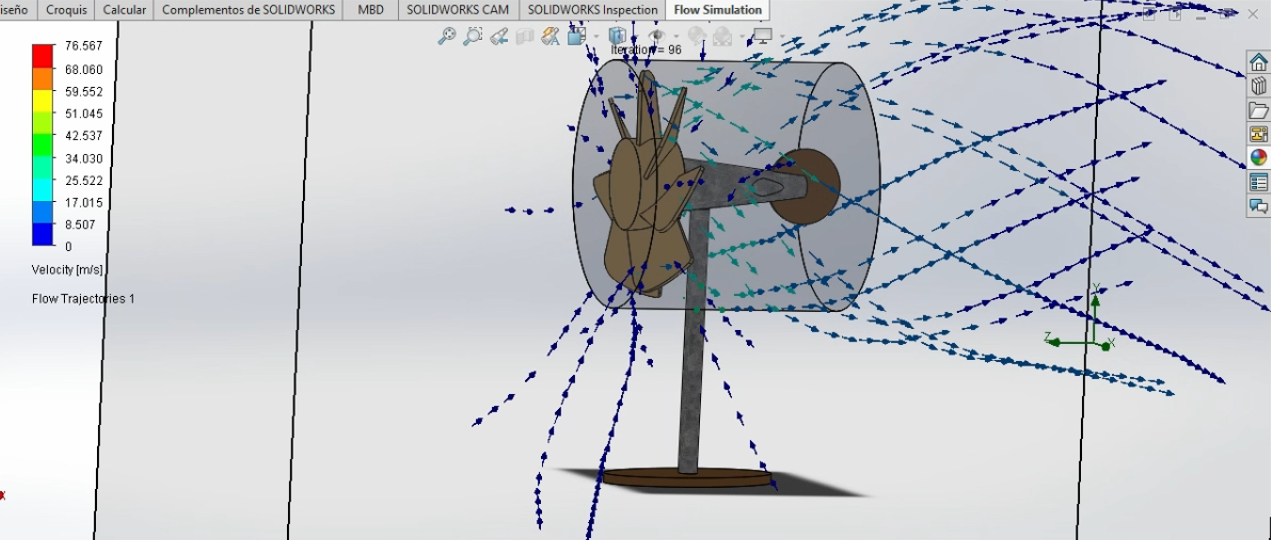 iseño Croquis Calcular Complementos de SOLIDWORKS MBD SOLIDWORKS CAM SOLIDWORKS Inspection Flow Simulation
Iteration = 96
76.567
68.060
59.552
51.045
42.537
34.030
25.522
17.015
8.507
0
Velocity [m/s]
Flow Trajectories 1
Y
Z
X
X